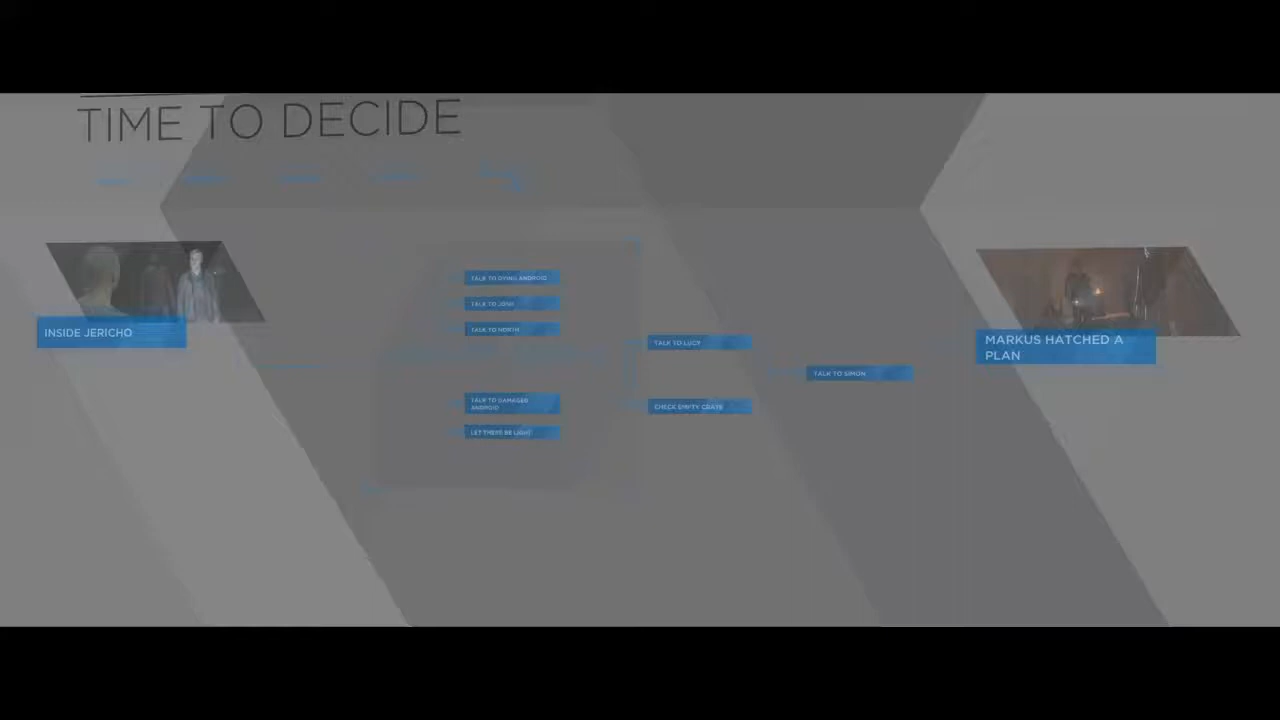 TIME TO DECIDE
INSIDE JERICHO
TALK TO DYING ANDROID
TALK TO JOSH
TALK TO NORTH
TALK TO DAMAGED
ANDROID
LET THERE BE LIGHT
TALK TO LUCY
CHECK EMPTY CRATE
TALK TO SIMON
MARKUS HATCHED A
PLAN